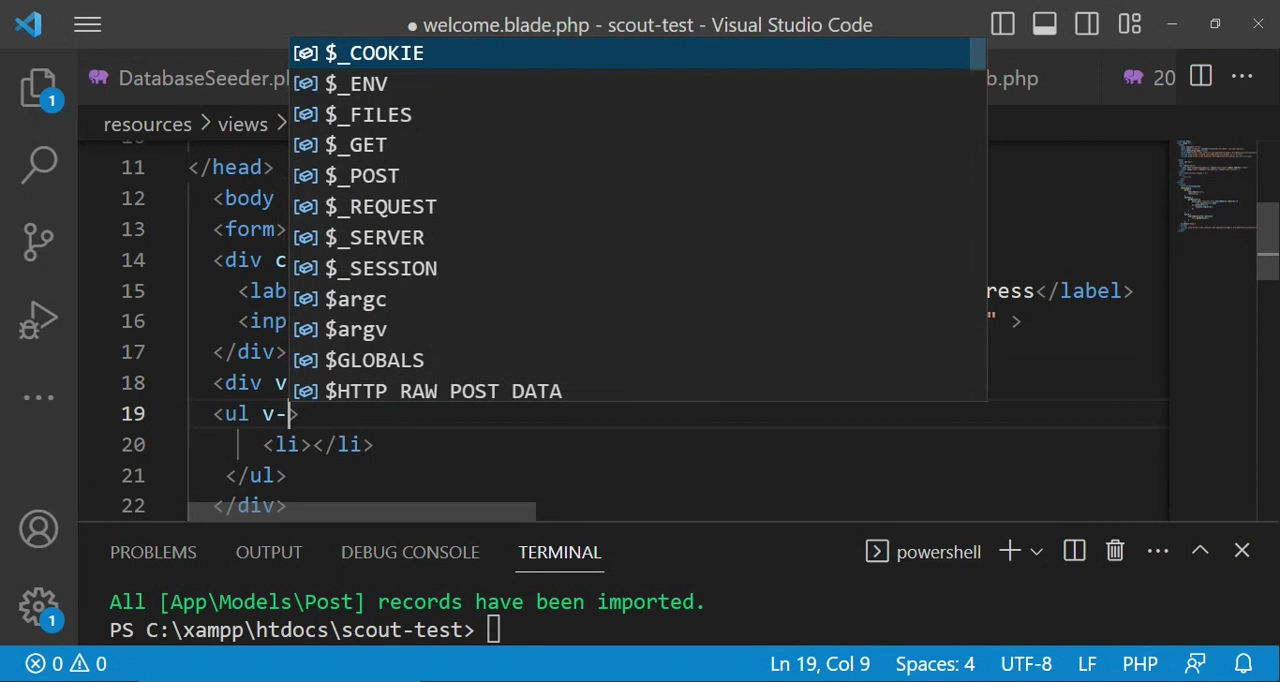 ● welcome.blade.php - scout-test - Visual Studio Code
DatabaseSeeder.p
b.php
20
resources > views >
$_COOKIE
$_ENV
$_FILES
$_GET
$_POST
$_REQUEST
$_SERVER
$_SESSION
$argc
$argv
$GLOBALS
$HTTP_RAW_POST_DATA
11 </head>
12 <body
13 <form>
14 <div c
15 <lab ress</label>
16 <inp " >
17 </div>
18 <div v
19 <ul v->
20 <li></li>
21 </ul>
22 </div>
1
1
PROBLEMS OUTPUT DEBUG CONSOLE TERMINAL powershell
All [App\Models\Post] records have been imported.
PS C:\xampp\htdocs\scout-test>
0 0 Ln 19, Col 9 Spaces: 4 UTF-8 LF PHP